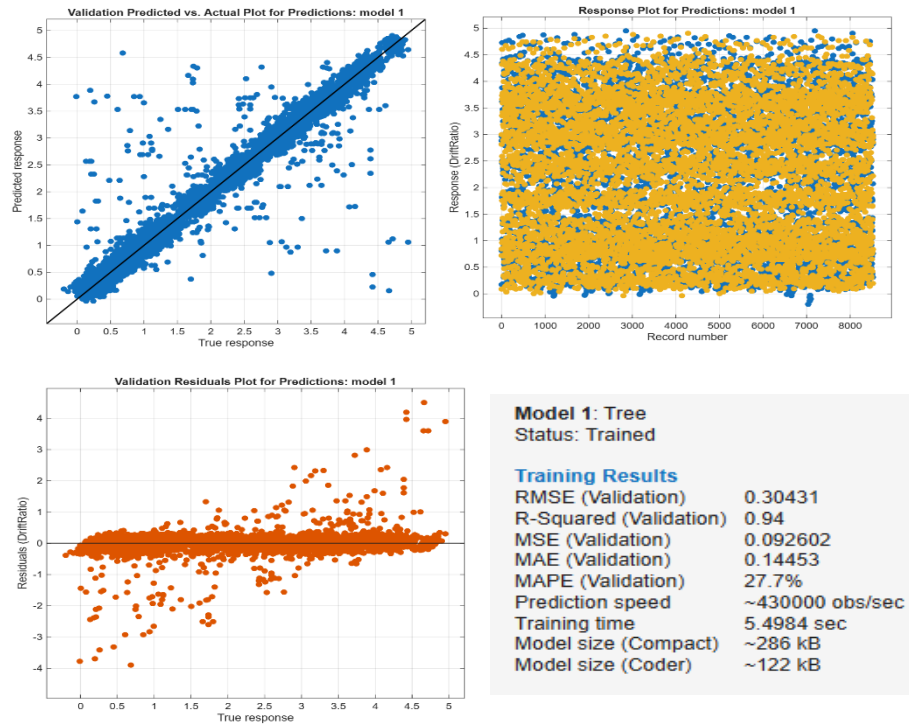 Validation Predicted vs. Actual Plot for Predictions: model 1
5
4.5
4
3.5
3
2.5
2
1.5
1
0.5
0
Predicted response
0 0.5 1 1.5 2 2.5 3 3.5 4 4.5 5
True response
Response Plot for Predictions: model 1
5
4.5
4
3.5
3
2.5
2
1.5
1
0.5
0
Response (DriftRatio)
0 1000 2000 3000 4000 5000 6000 7000 8000
Record number
Validation Residuals Plot for Predictions: model 1
4
3
2
1
0
-1
-2
-3
-4
Residuals (DriftRatio)
0 0.5 1 1.5 2 2.5 3 3.5 4 4.5 5
True response
Model 1: Tree
Status: Trained
Training Results
RMSE (Validation) 0.30431
R-Squared (Validation) 0.94
MSE (Validation) 0.092602
MAE (Validation) 0.14453
MAPE (Validation) 27.7%
Prediction speed ~430000 obs/sec
Training time 5.4984 sec
Model size (Compact) ~286 kB
Model size (Coder) ~122 kB